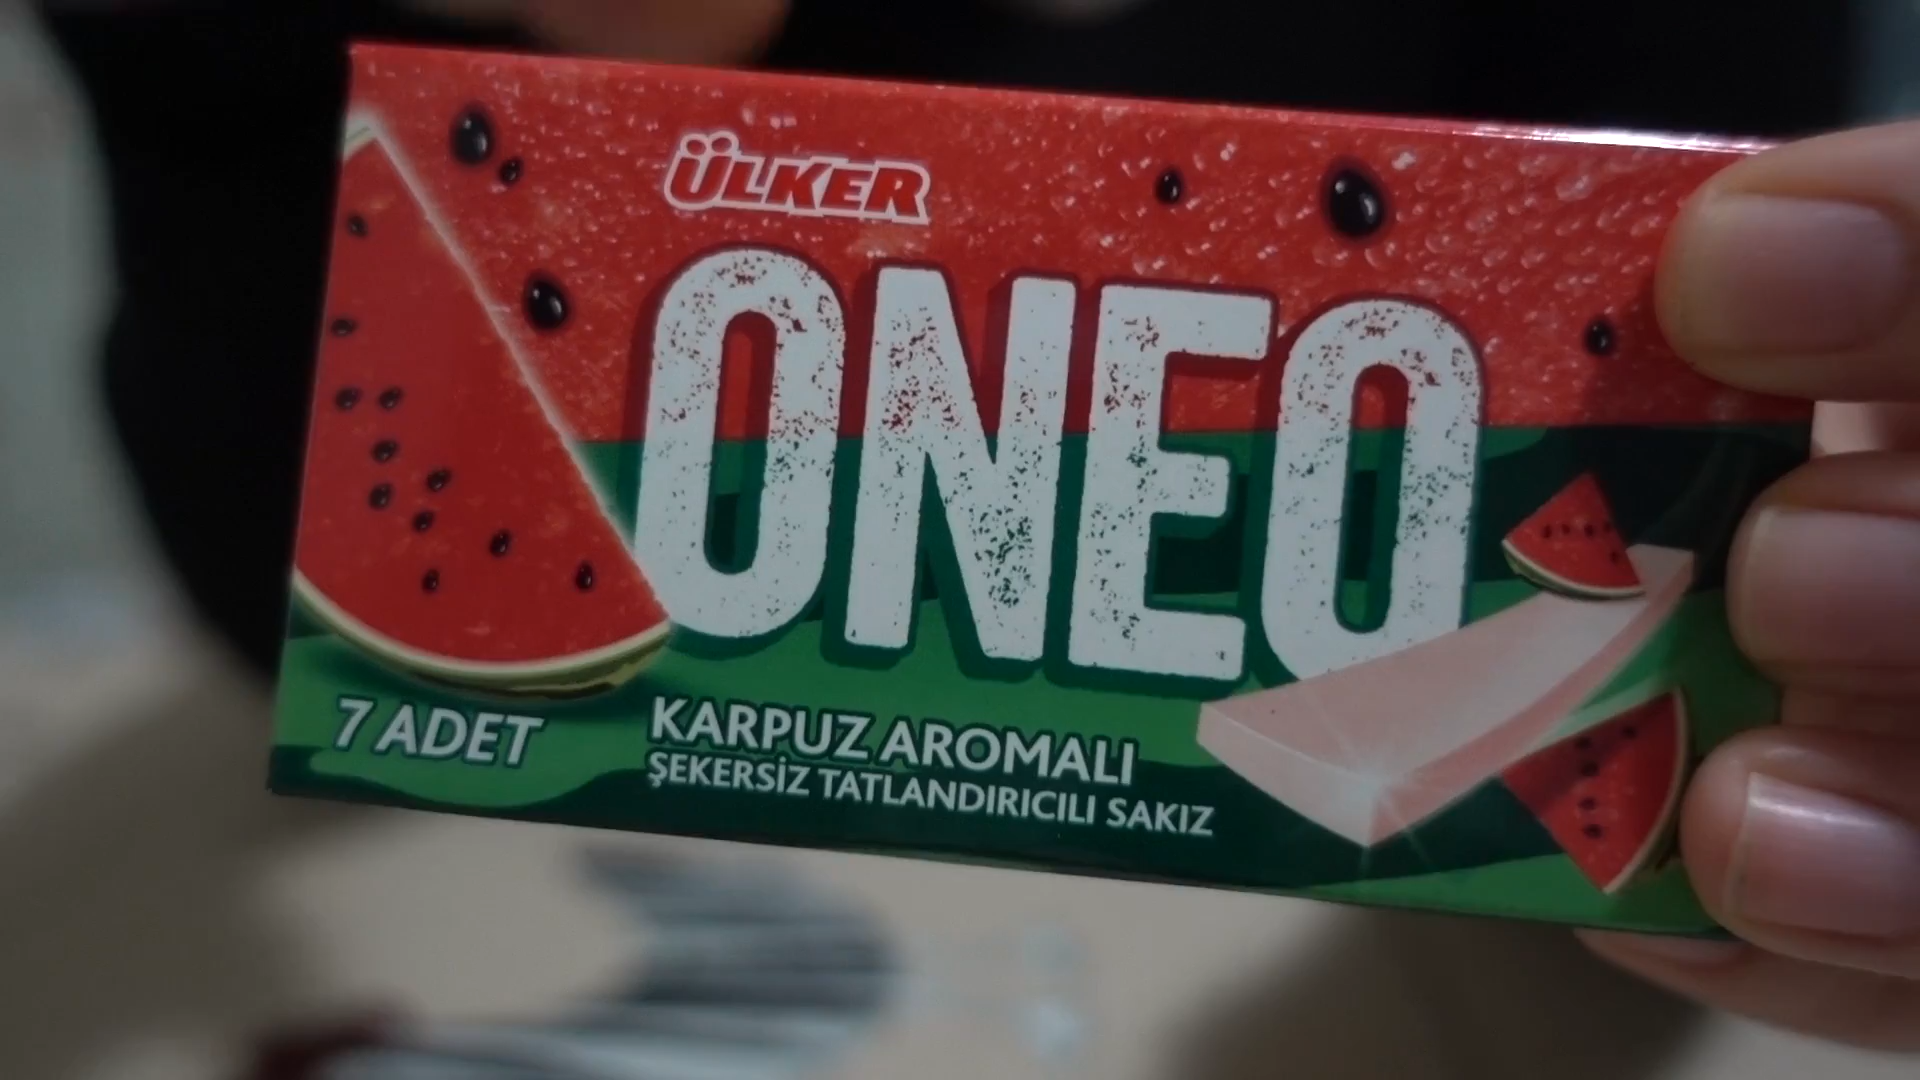 ÜLKER
ONEO
7 ADET
KARPUZ AROMALI
ŞEKERSİZ TATLANDIRICILI SAKIZ